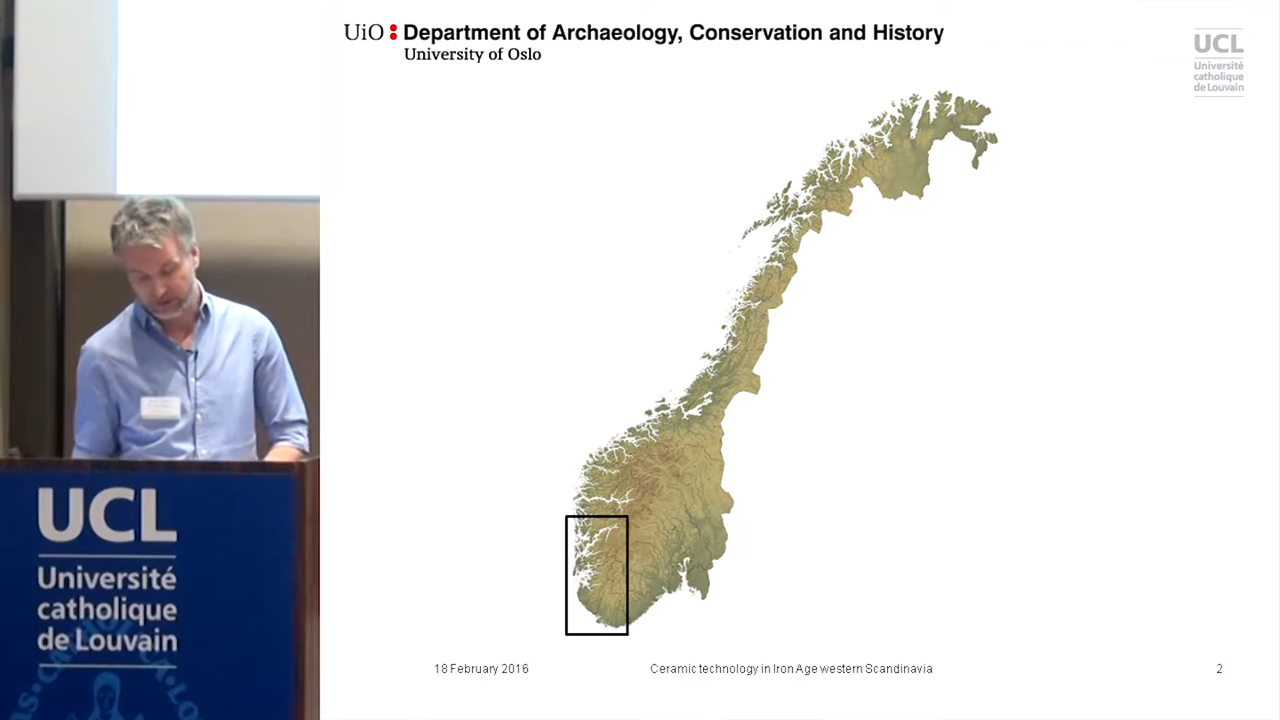 UiO : Department of Archaeology, Conservation and History
University of Oslo
UCL
Université
catholique
de Louvain
18 February 2016
Ceramic technology in Iron Age western Scandinavia
2
UCL
Université
catholique
de Louvain